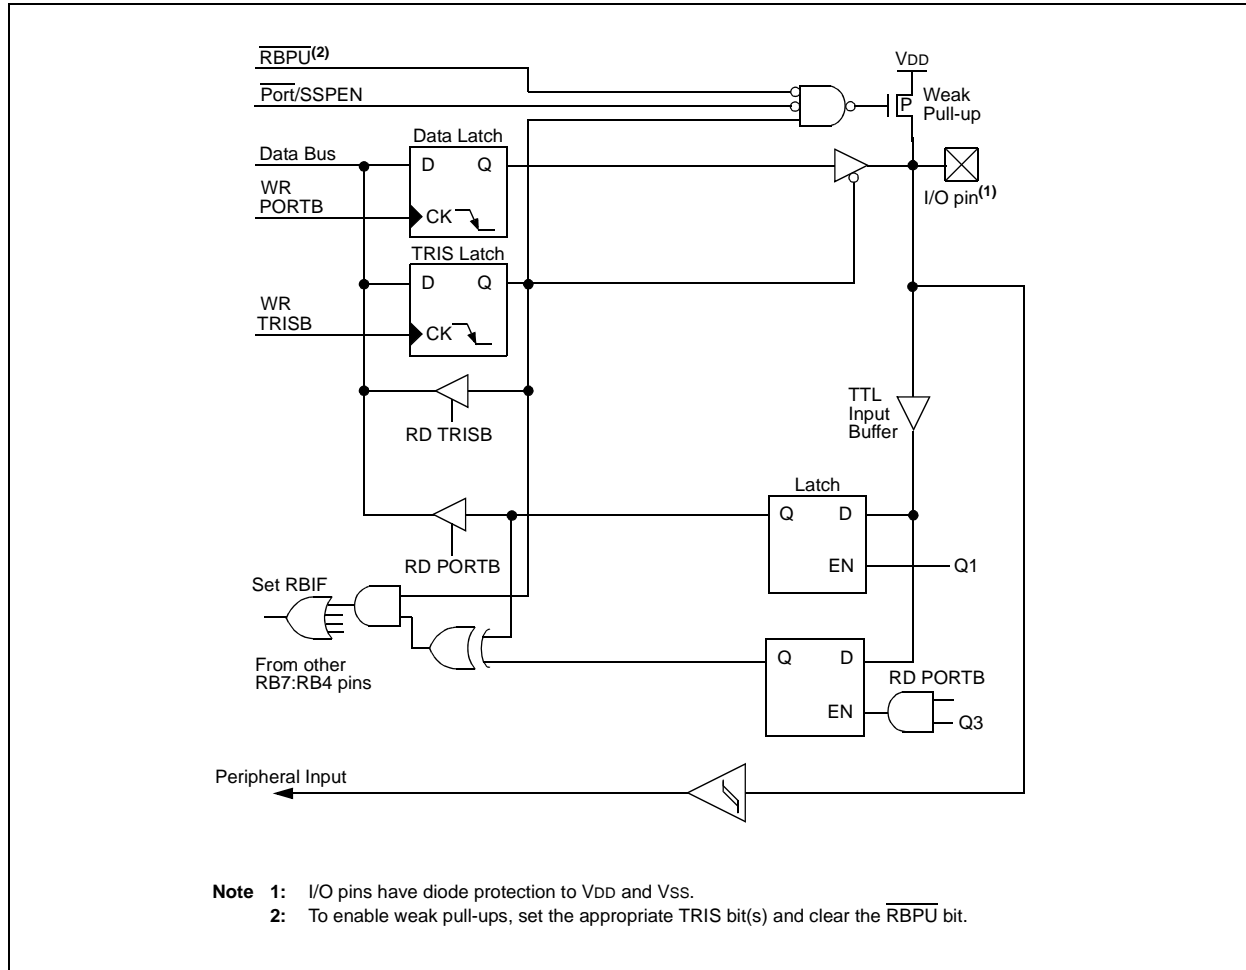 RBPU(2)
VDD
Port/SSPEN
P
Weak
Pull-up
Data Latch
Data Bus
D
Q
WR
PORTB
CK
I/O pin(1)
TRIS Latch
D
Q
WR
TRISB
CK
TTL
Input
Buffer
RD TRISB
Latch
Q
D
EN
Q1
RD PORTB
Set RBIF
Q
D
From other
RB7:RB4 pins
RD PORTB
EN
Q3
Peripheral Input
Note 1: I/O pins have diode protection to VDD and VSS.
2: To enable weak pull-ups, set the appropriate TRIS bit(s) and clear the RBPU bit.